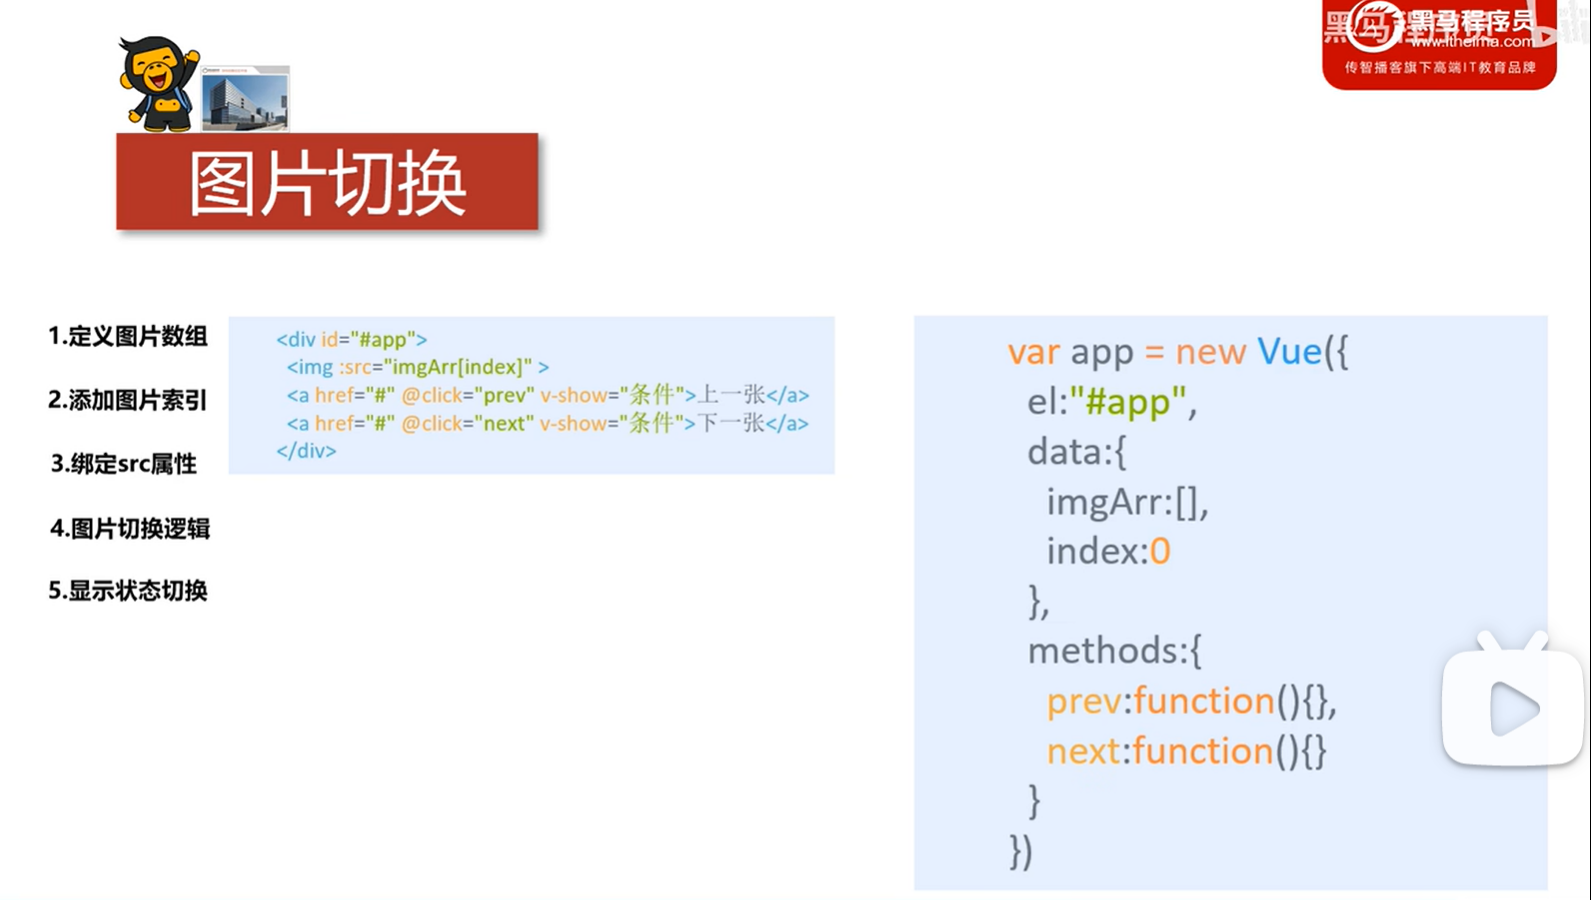 黑马程序员
www.itheima.com
传智播客旗下高端IT教育品牌
图片切换
1.定义图片数组
2.添加图片索引
3.绑定src属性
4.图片切换逻辑
5.显示状态切换
<div id="#app">
<img :src="imgArr[index]" >
<a href="#" @click="prev" v-show="条件">上一张</a>
<a href="#" @click="next" v-show="条件">下一张</a>
</div>
var app = new Vue({
el:"#app",
data:{
imgArr:[],
index:0
},
methods:{
prev:function(){},
next:function(){}
}
})